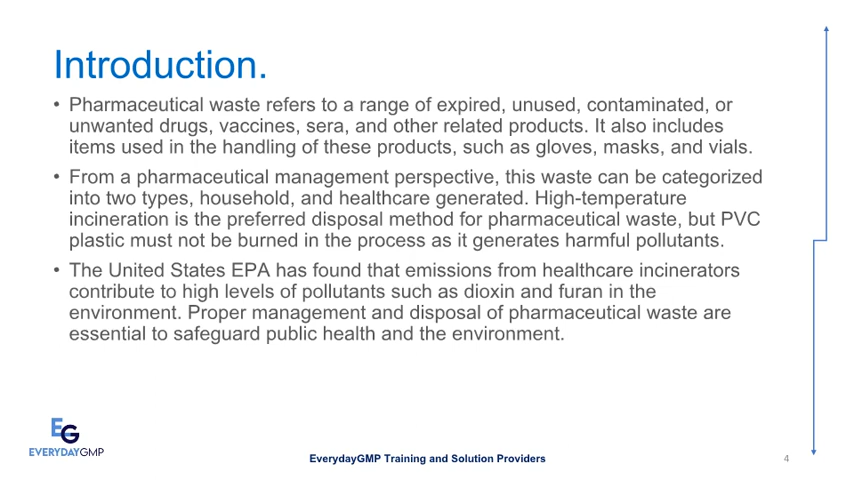 Introduction.
• Pharmaceutical waste refers to a range of expired, unused, contaminated, or
unwanted drugs, vaccines, sera, and other related products. It also includes
items used in the handling of these products, such as gloves, masks, and vials.
• From a pharmaceutical management perspective, this waste can be categorized
into two types, household, and healthcare generated. High-temperature
incineration is the preferred disposal method for pharmaceutical waste, but PVC
plastic must not be burned in the process as it generates harmful pollutants.
• The United States EPA has found that emissions from healthcare incinerators
contribute to high levels of pollutants such as dioxin and furan in the
environment. Proper management and disposal of pharmaceutical waste are
essential to safeguard public health and the environment.
EG
EVERYDAYGMP
EverydayGMP Training and Solution Providers
4